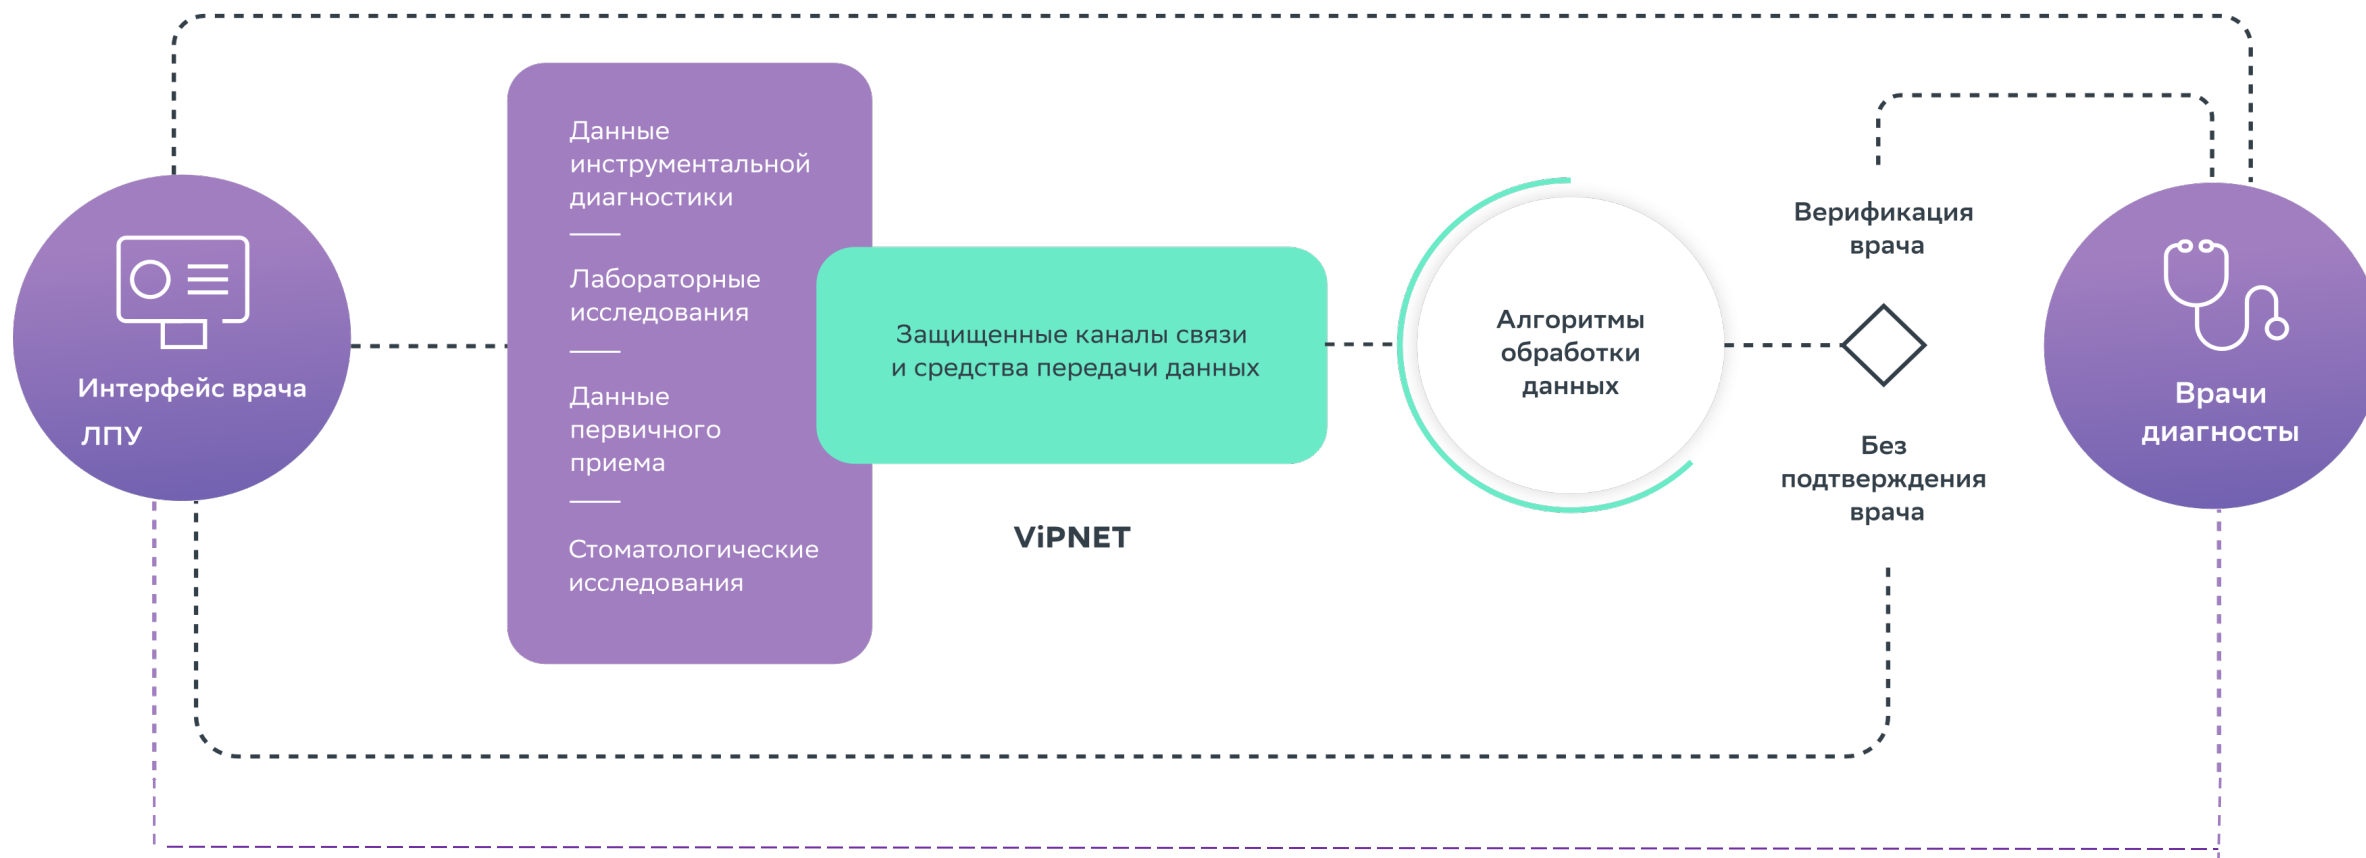 Интерфейс врача
ЛПУ
Данные
инструментальной
диагностики
Лабораторные
исследования
Данные
первичного
приема
Стоматологические
исследования
Защищенные каналы связи
и средства передачи данных
ViPNET
Алгоритмы
обработки
данных
Верификация
врача
Без
подтверждения
врача
Врачи
диагносты